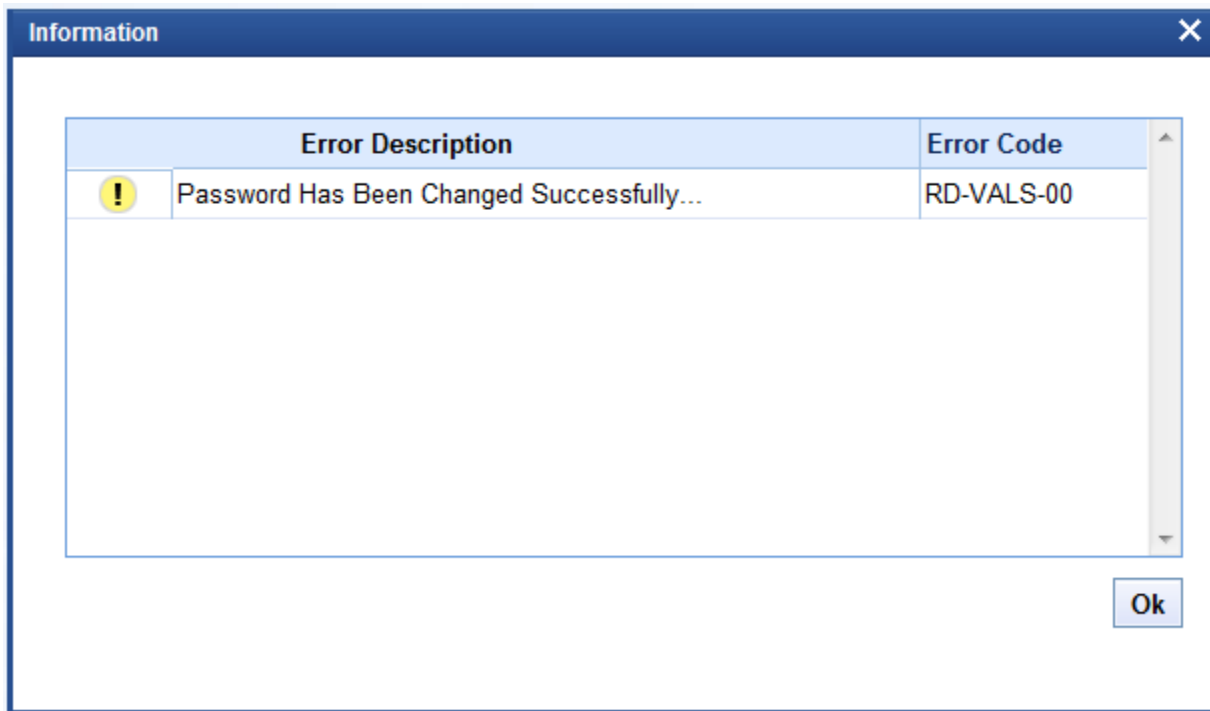 Information
Error Description Error Code
! Password Has Been Changed Successfully... RD-VALS-00
Ok